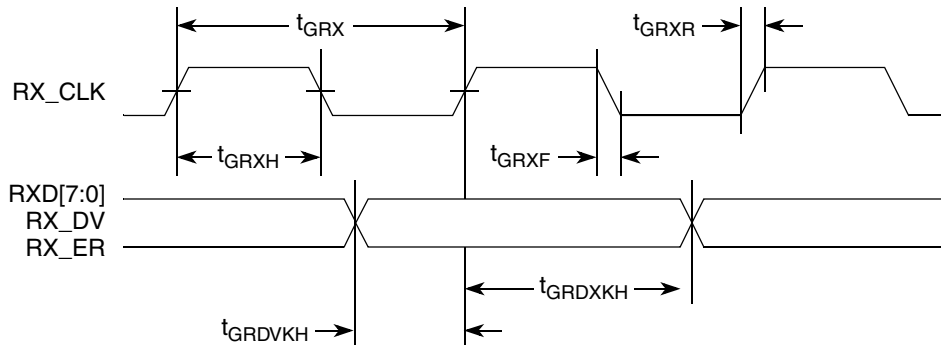 tGRX
tGRXR
RX_CLK
tGRXH
tGRXF
RXD[7:0]
RX_DV
RX_ER
tGRDXKH
tGRDVKH